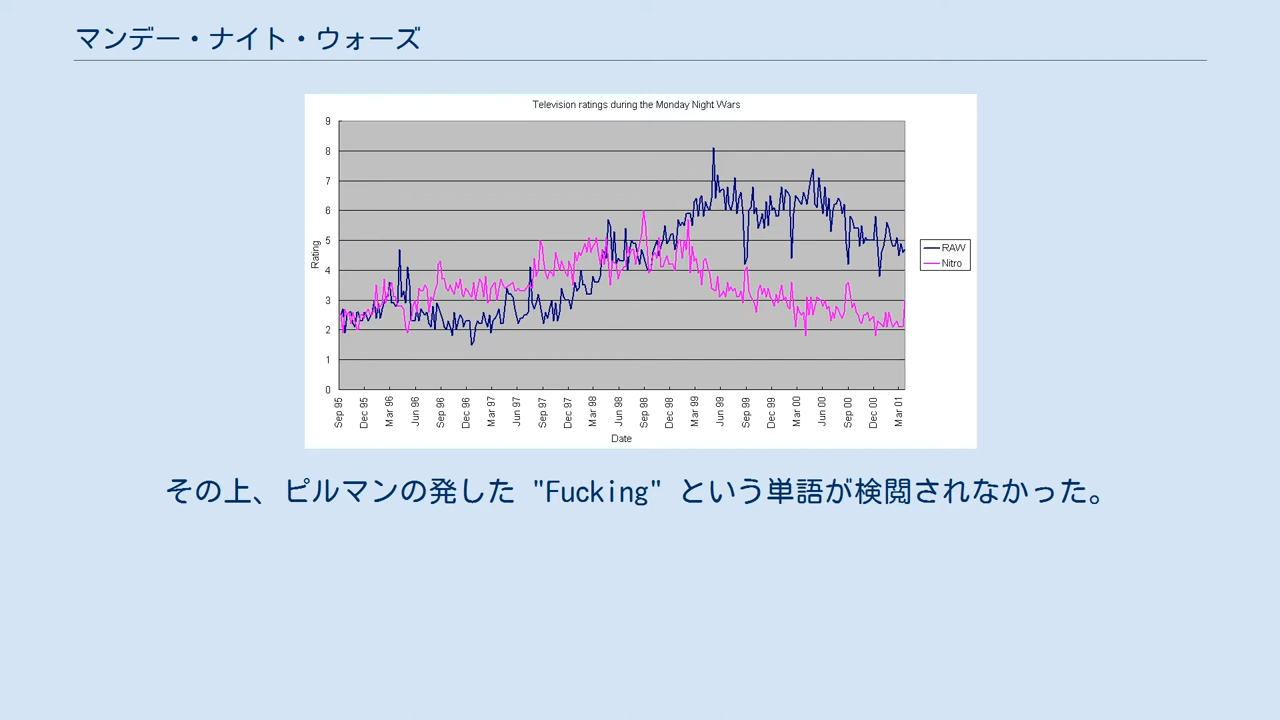 マンデー・ナイト・ウォーズ
Television ratings during the Monday Night Wars
9
8
7
6
5
4
3
2
1
0
Rating
RAW
Nitro
Sep 95
Dec 95
Mar 96
Jun 96
Sep 96
Dec 96
Mar 97
Jun 97
Sep 97
Dec 97
Mar 98
Jun 98
Sep 98
Dec 98
Mar 99
Jun 99
Sep 99
Dec 99
Mar 00
Jun 00
Sep 00
Dec 00
Mar 01
Date
その上、ピルマンの発した "Fucking" という単語が検閲されなかった。